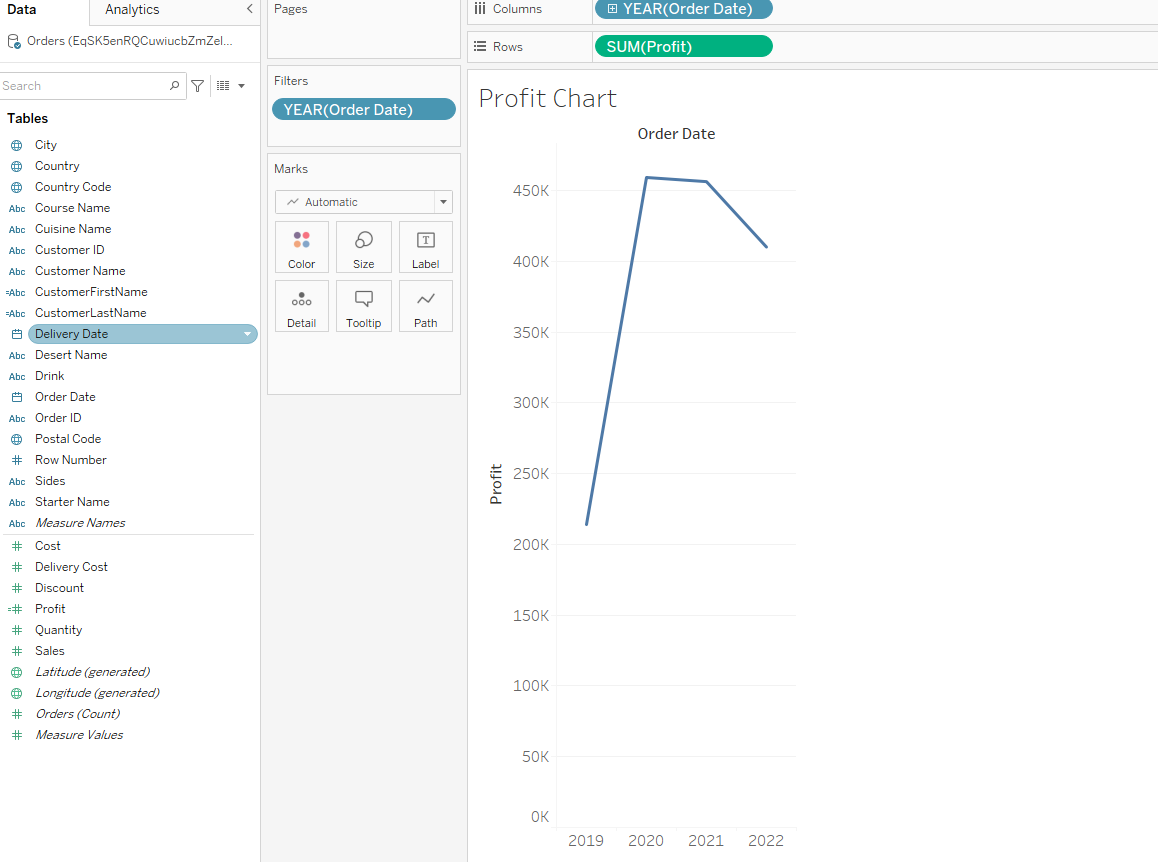 Data
Analytics
Orders (EqSK5enRQCuwiucbZmZel...
Search
Tables
City
Country
Country Code
Abc Course Name
Abc Cuisine Name
Abc Customer ID
Abc Customer Name
=Abc CustomerFirstName
=Abc CustomerLastName
Delivery Date
Abc Desert Name
Abc Drink
Order Date
Abc Order ID
Postal Code
# Row Number
Abc Sides
Abc Starter Name
Abc Measure Names
# Cost
# Delivery Cost
# Discount
=# Profit
# Quantity
# Sales
Latitude (generated)
Longitude (generated)
# Orders (Count)
# Measure Values
Pages
Filters
YEAR(Order Date)
Marks
Automatic
Color
Size
T
Label
Detail
Tooltip
Path
Columns
YEAR(Order Date)
Rows
SUM(Profit)
Profit Chart
Order Date
Profit
450K
400K
350K
300K
250K
200K
150K
100K
50K
0K
2019 2020 2021 2022